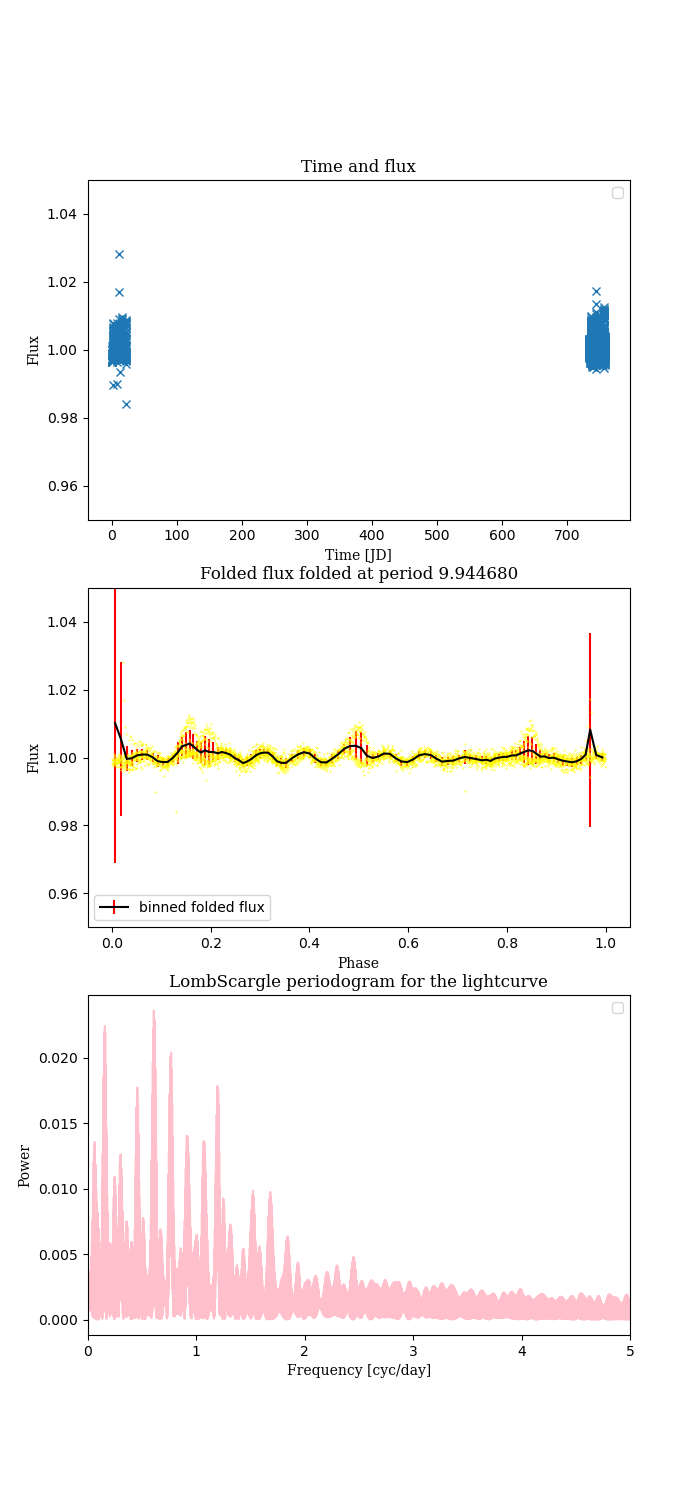 Time and flux
1.04
1.02
1.00
0.98
0.96
Flux
0 100 200 300 400 500 600 700
Time [JD]
Folded flux folded at period 9.944680
1.04
1.02
1.00
0.98
0.96
Flux
binned folded flux
0.0 0.2 0.4 0.6 0.8 1.0
Phase
LombScargle periodogram for the lightcurve
0.020
0.015
0.010
0.005
0.000
Power
0 1 2 3 4 5
Frequency [cyc/day]